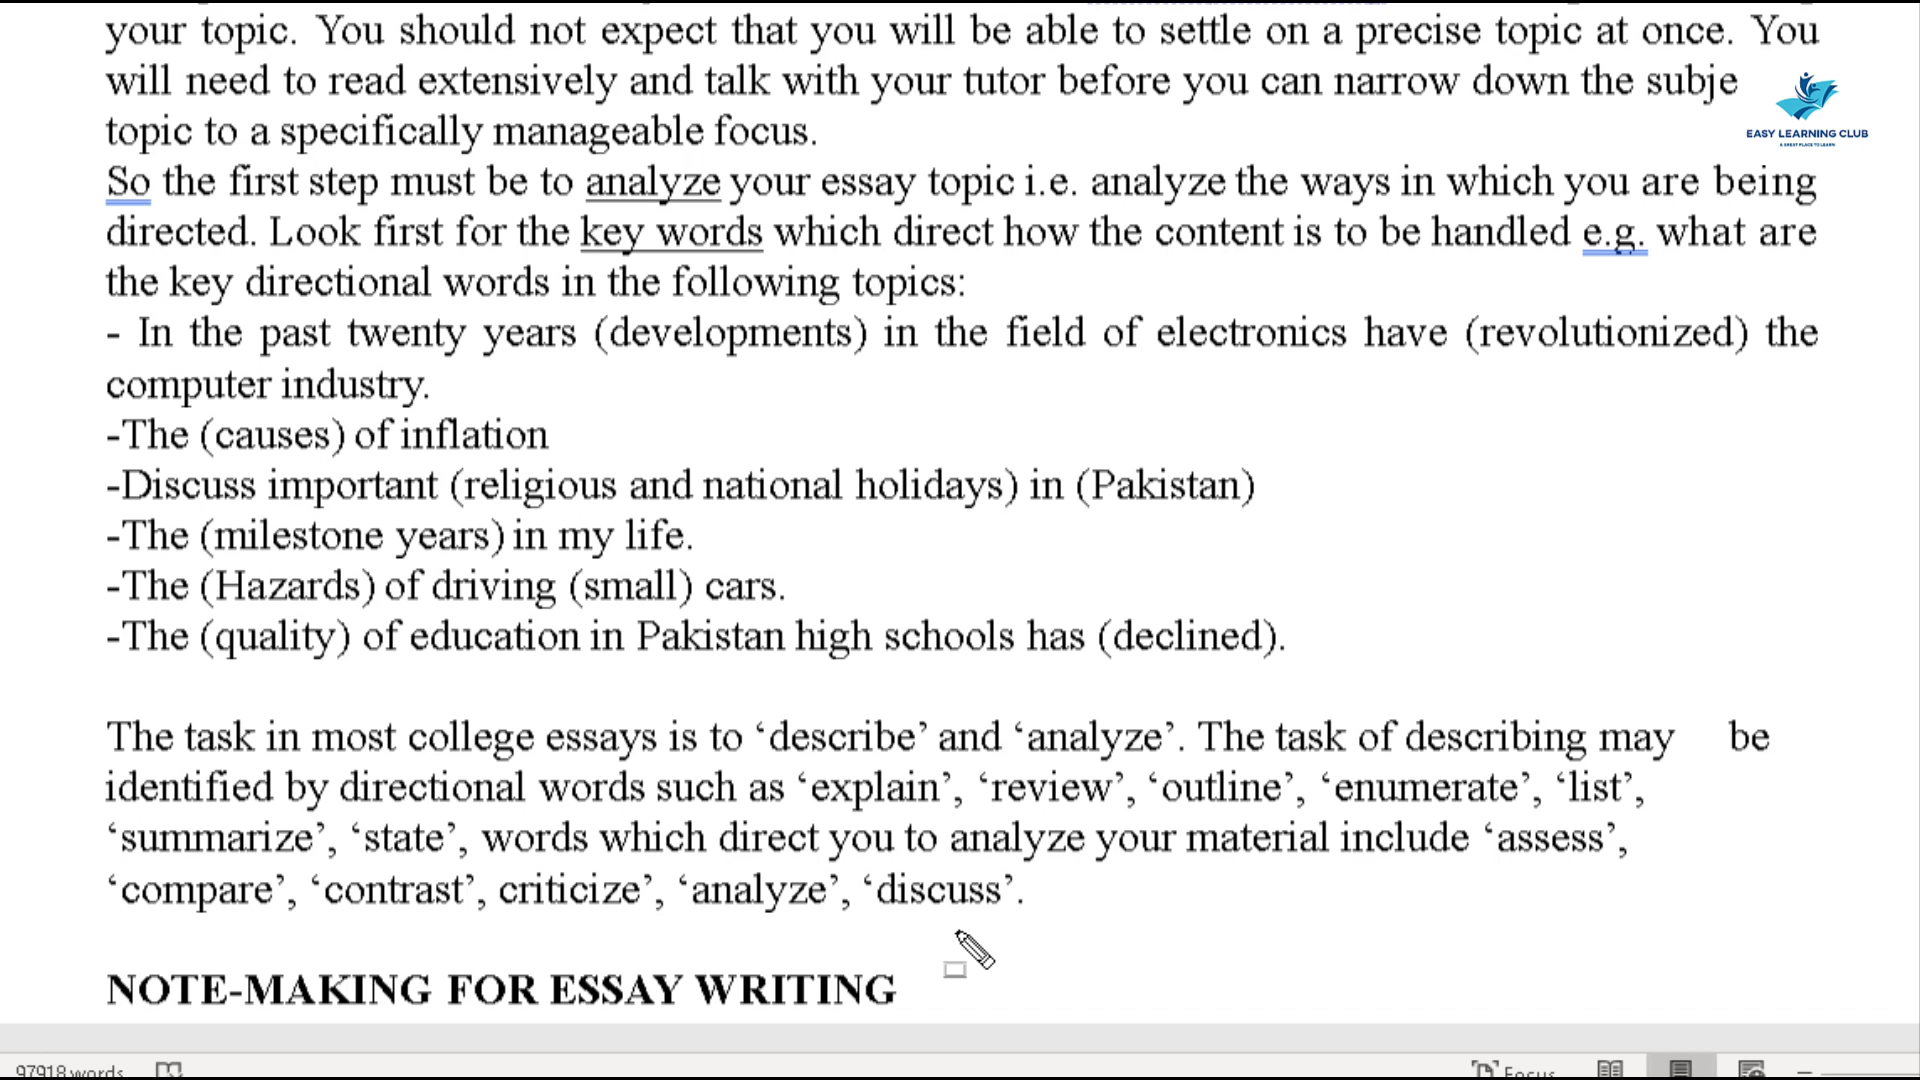 your topic. You should not expect that you will be able to settle on a precise topic at once. You
will need to read extensively and talk with your tutor before you can narrow down the subje
topic to a specifically manageable focus.
EASY LEARNING CLUB
A GREAT PLACE TO LEARN
So the first step must be to analyze your essay topic i.e. analyze the ways in which you are being
directed. Look first for the key words which direct how the content is to be handled e.g. what are
the key directional words in the following topics:
- In the past twenty years (developments) in the field of electronics have (revolutionized) the
computer industry.
-The (causes) of inflation
-Discuss important (religious and national holidays) in (Pakistan)
-The (milestone years) in my life.
-The (Hazards) of driving (small) cars.
-The (quality) of education in Pakistan high schools has (declined).
The task in most college essays is to ‘describe’ and ‘analyze’. The task of describing may be
identified by directional words such as ‘explain’, ‘review’, ‘outline’, ‘enumerate’, ‘list’,
‘summarize’, ‘state’, words which direct you to analyze your material include ‘assess’,
‘compare’, ‘contrast’, criticize’, ‘analyze’, ‘discuss’.
NOTE-MAKING FOR ESSAY WRITING
97918 words
Focus